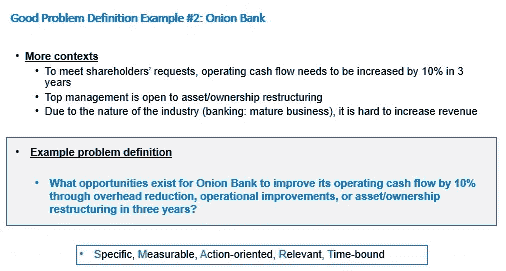 Good Problem Definition Example #2: Onion Bank
• More contexts
• To meet shareholders' requests, operating cash flow needs to be increased by 10% in 3
years
• Top management is open to asset/ownership restructuring
• Due to the nature of the industry (banking: mature business), it is hard to increase revenue
• Example problem definition
• What opportunities exist for Onion Bank to improve its operating cash flow by 10%
through overhead reduction, operational improvements, or asset/ownership
restructuring in three years?
• Specific, Measurable, Action-oriented, Relevant, Time-bound